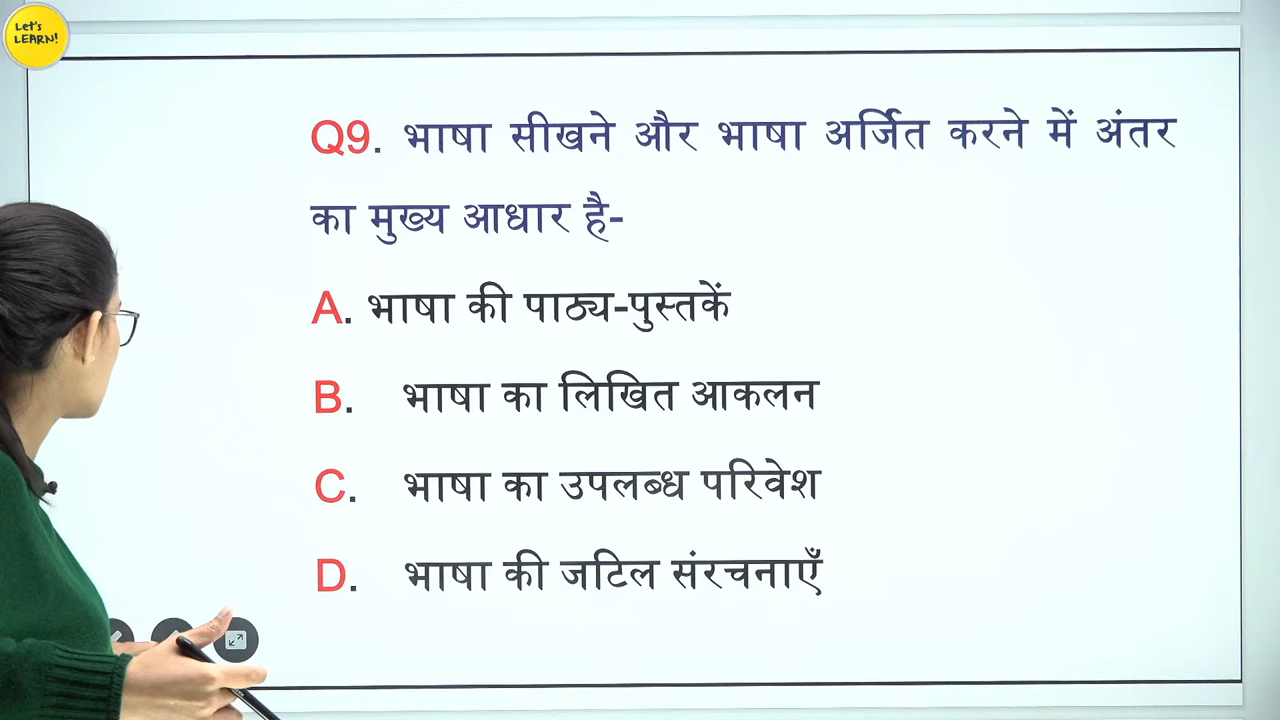 Let's
LEARN!
Q9. भाषा सीखने और भाषा अर्जित करने में अंतर
का मुख्य आधार है-
A. भाषा की पाठ्य-पुस्तकें
B. भाषा का लिखित आकलन
C. भाषा का उपलब्ध परिवेश
D. भाषा की जटिल संरचनाएँ